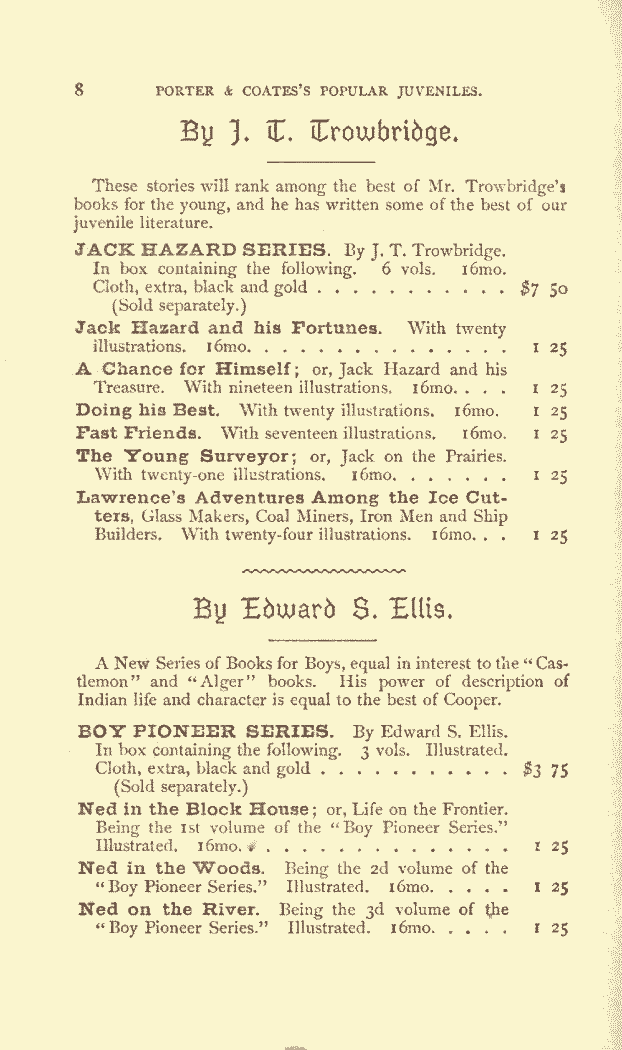 8 PORTER & COATES'S POPULAR JUVENILES.
By J. T. Trowbridge.
These stories will rank among the best of Mr. Trowbridge's
books for the young, and he has written some of the best of our
juvenile literature.
JACK HAZARD SERIES. By J. T. Trowbridge.
In box containing the following. 6 vols. 16mo.
Cloth, extra, black and gold . . . . . . . . . . . $7 50
(Sold separately.)
Jack Hazard and his Fortunes. With twenty
illustrations. 16mo. . . . . . . . . . . . . . . . 1 25
A Chance for Himself; or, Jack Hazard and his
Treasure. With nineteen illustrations. 16mo. . . . 1 25
Doing his Best. With twenty illustrations. 16mo. 1 25
Fast Friends. With seventeen illustrations. 16mo. 1 25
The Young Surveyor; or, Jack on the Prairies.
With twenty-one illustrations. 16mo. . . . . . . 1 25
Lawrence's Adventures Among the Ice Cut-
ters, Glass Makers, Coal Miners, Iron Men and Ship
Builders. With twenty-four illustrations. 16mo. . . 1 25
By Edward S. Ellis.
A New Series of Books for Boys, equal in interest to the "Cas-
tlemon" and "Alger" books. His power of description of
Indian life and character is equal to the best of Cooper.
BOY PIONEER SERIES. By Edward S. Ellis.
In box containing the following. 3 vols. Illustrated.
Cloth, extra, black and gold . . . . . . . . . . . $3 75
(Sold separately.)
Ned in the Block House; or, Life on the Frontier.
Being the 1st volume of the "Boy Pioneer Series."
Illustrated. 16mo. . . . . . . . . . . . . . . . 1 25
Ned in the Woods. Being the 2d volume of the
"Boy Pioneer Series." Illustrated. 16mo. . . . . 1 25
Ned on the River. Being the 3d volume of the
"Boy Pioneer Series." Illustrated. 16mo. . . . . 1 25